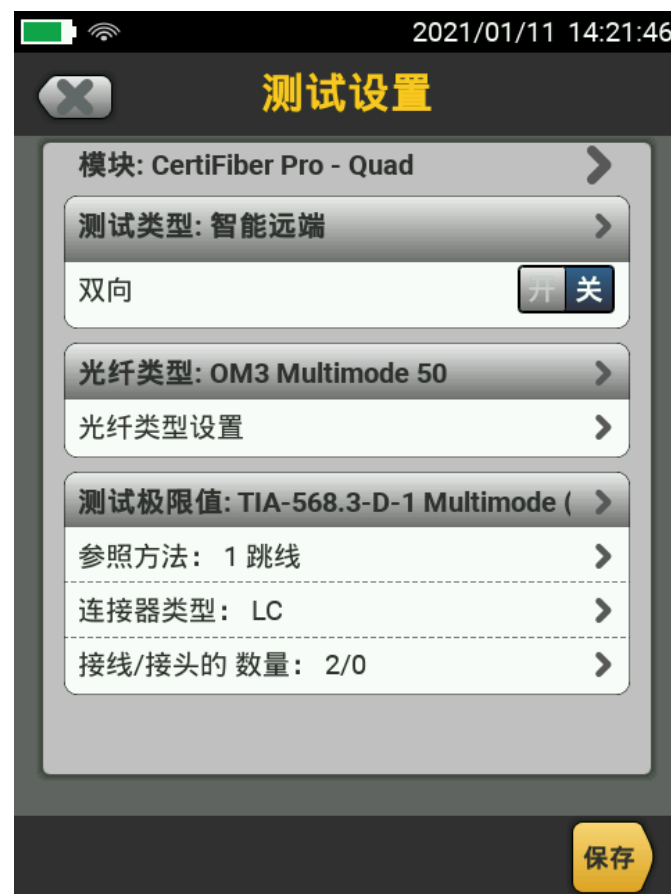 2021/01/11 14:21:46
测试设置
模块: CertiFiber Pro - Quad
测试类型: 智能远端
双向 开 关
光纤类型: OM3 Multimode 50
光纤类型设置
测试极限值: TIA-568.3-D-1 Multimode (
参照方法： 1 跳线
连接器类型： LC
接线/接头的 数量： 2/0
保存